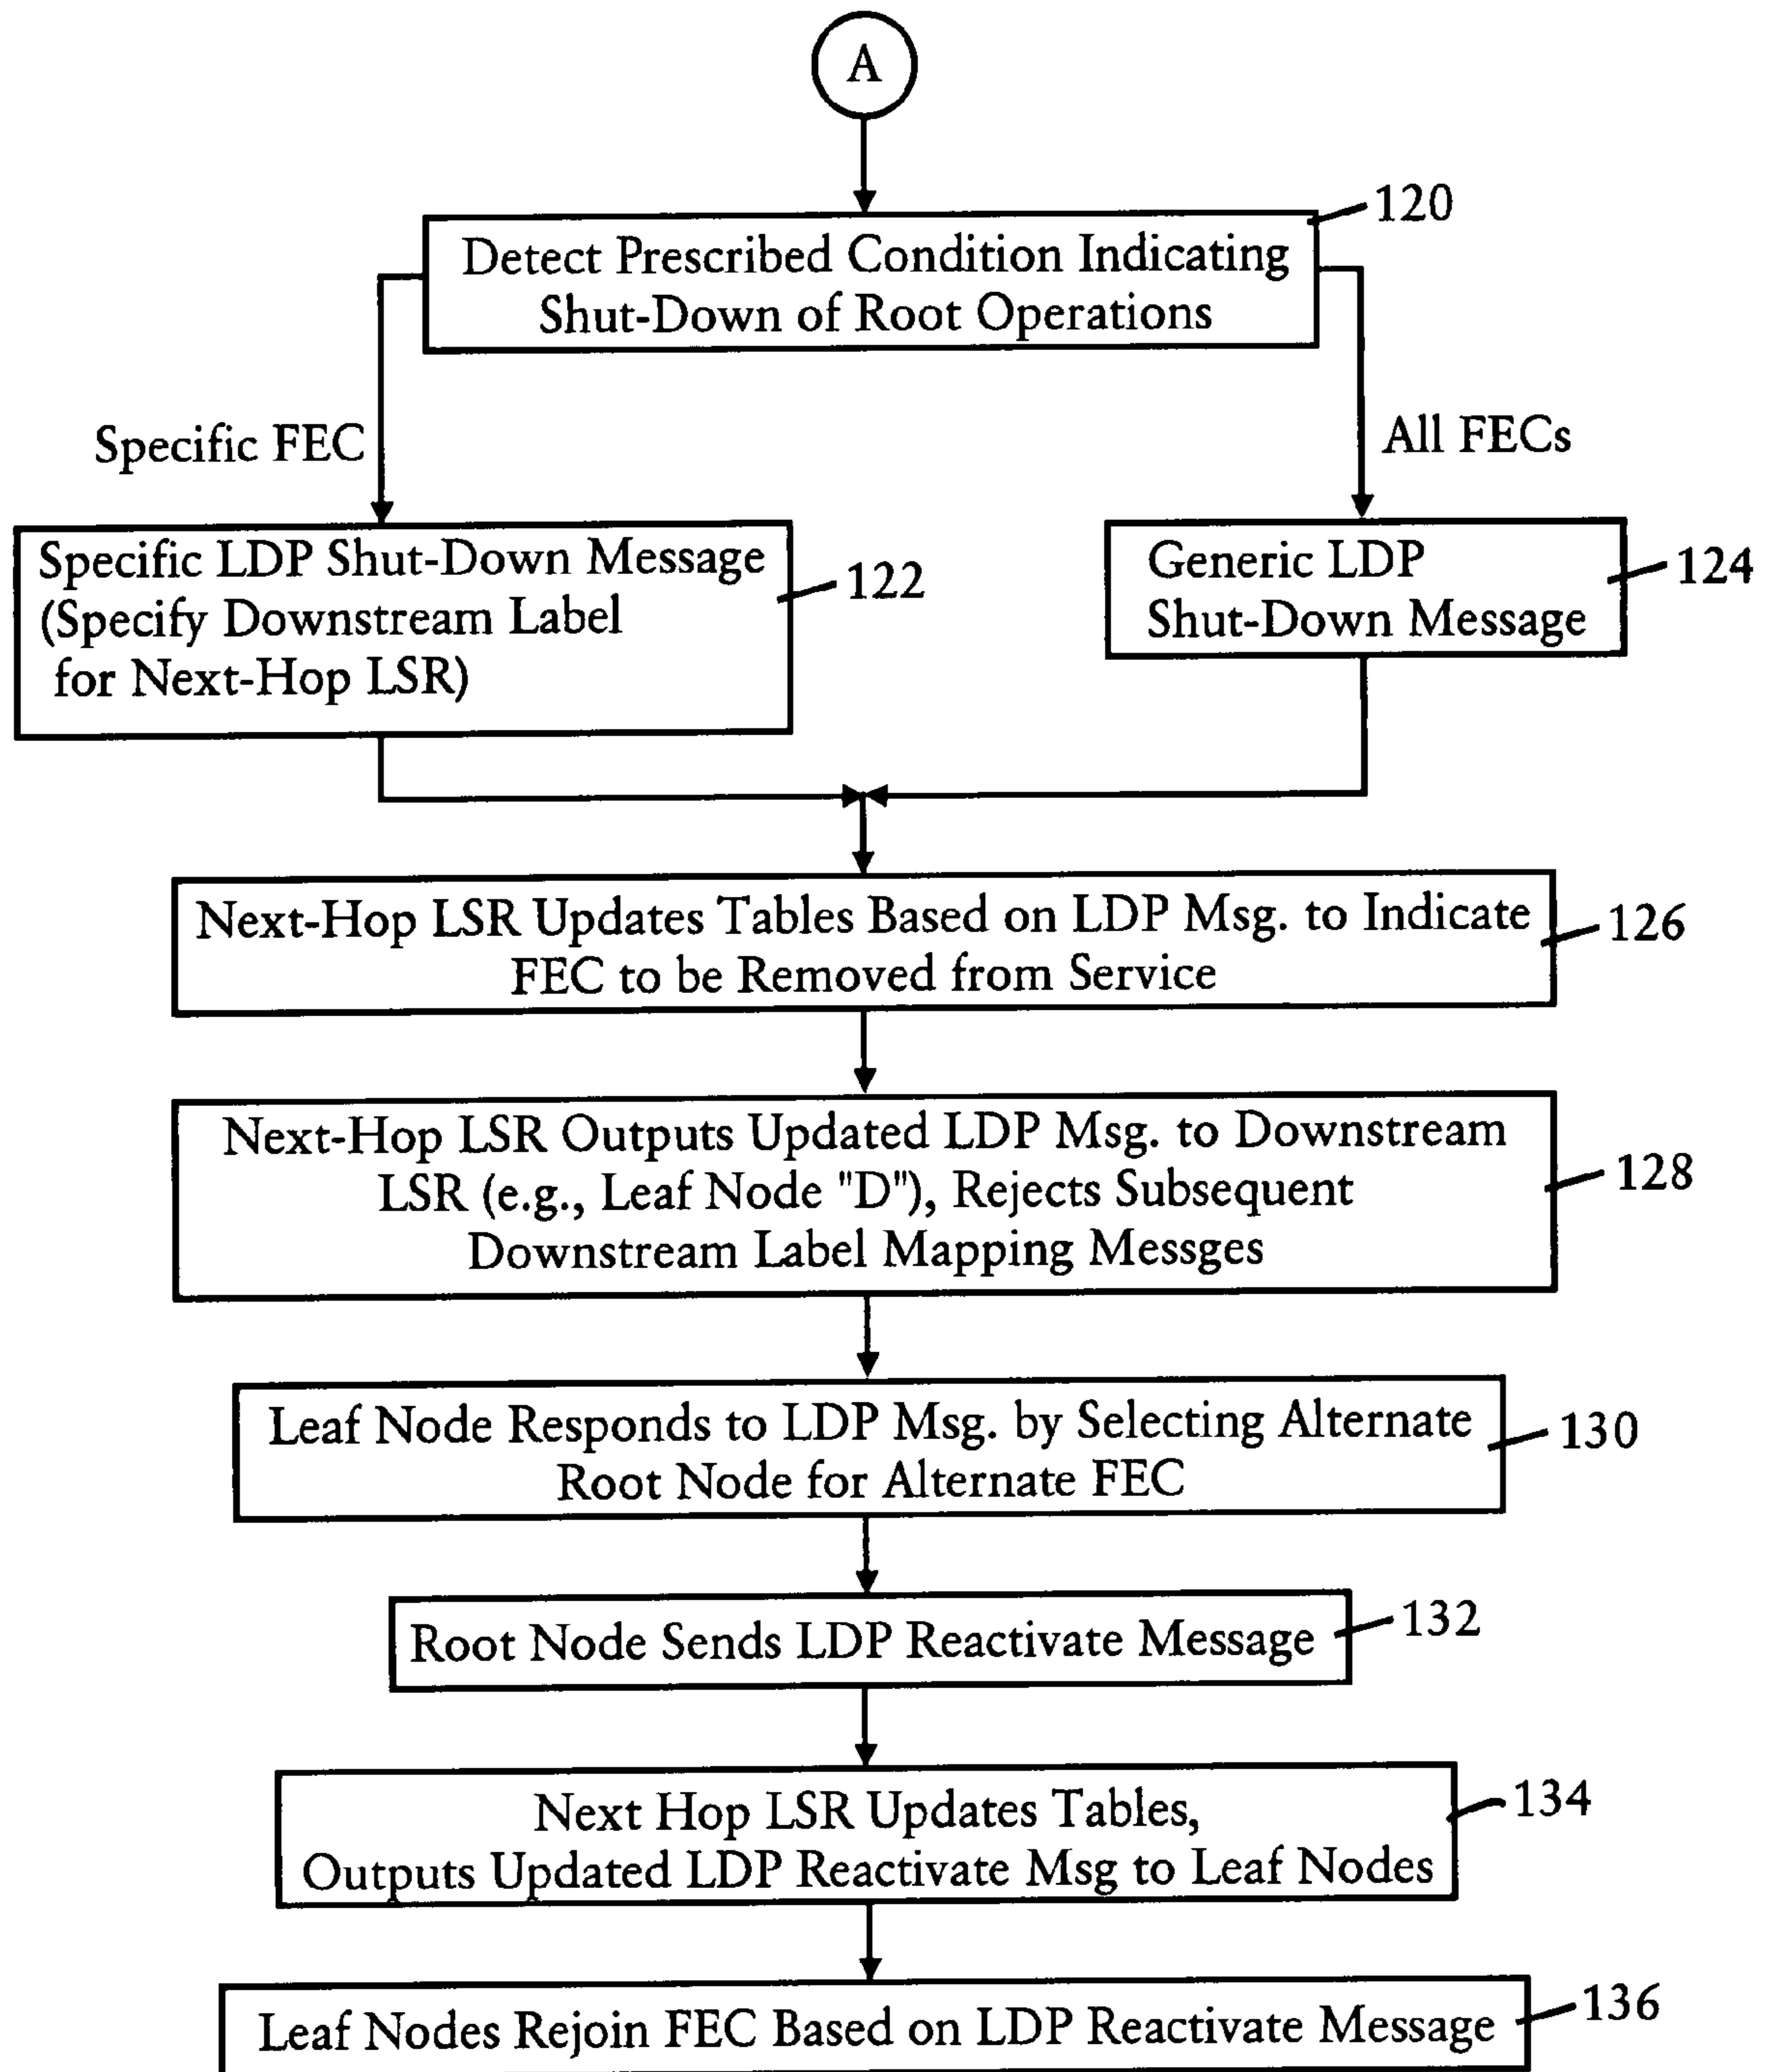 A
120
Detect Prescribed Condition Indicating
Shut-Down of Root Operations
Specific FEC
All FECs
Specific LDP Shut-Down Message
(Specify Downstream Label
for Next-Hop LSR)
122
Generic LDP
Shut-Down Message
124
Next-Hop LSR Updates Tables Based on LDP Msg. to Indicate
FEC to be Removed from Service
126
Next-Hop LSR Outputs Updated LDP Msg. to Downstream
LSR (e.g., Leaf Node "D"), Rejects Subsequent
Downstream Label Mapping Messges
128
Leaf Node Responds to LDP Msg. by Selecting Alternate
Root Node for Alternate FEC
130
Root Node Sends LDP Reactivate Message
132
Next Hop LSR Updates Tables,
Outputs Updated LDP Reactivate Msg to Leaf Nodes
134
Leaf Nodes Rejoin FEC Based on LDP Reactivate Message
136